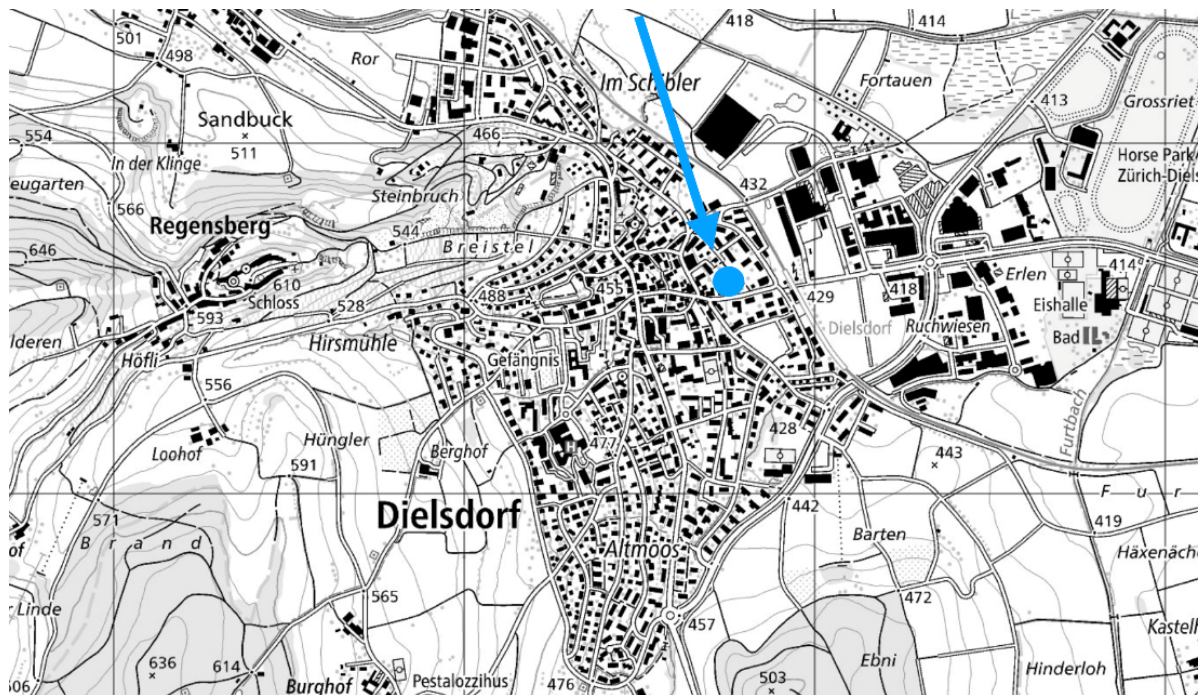 501
498
Ror
418
414
Im Schibler
Fortauen
413
Grossriet
Sandbuck
511
466
554
In der Klinge
Horse Park
Zürich-Diels
Steinbruch
432
eugarten
566
Regensberg
544
Breistel
646
610
Schloss
528
488
455
429
418
Erlen
414
Eishalle
593
Dielsdorf
Ruchwiesen
Bad
lderen
Höfli
Hirsmühle
Gefängnis
556
Furtbach
Hüngler
Loohof
Berghof
477
428
443
591
571
Brand
Dielsdorf
442
Fur
419
of
Altmoos
Barten
Häxenäche
r Linde
565
472
457
Kastelh
636
614
Ebni
506
Burghof
Pestalozzihus
476
503
Hinderloh